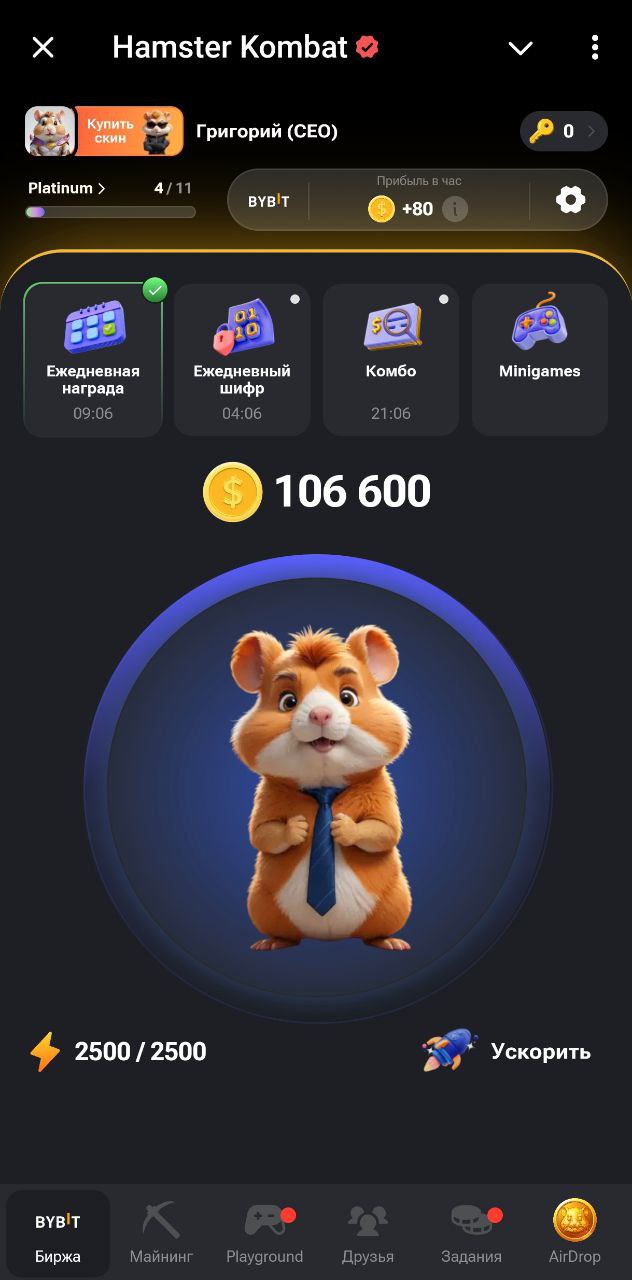 Hamster Kombat
Купить
скин
Григорий (CEO)
0
Platinum
4 / 11
BYBIT
Прибыль в час
+80
Ежедневная
награда
09:06
Ежедневный
шифр
04:06
Комбо
21:06
Minigames
106 600
2500 / 2500
Ускорить
BYBIT
Биржа
Майнинг
Playground
Друзья
Задания
AirDrop